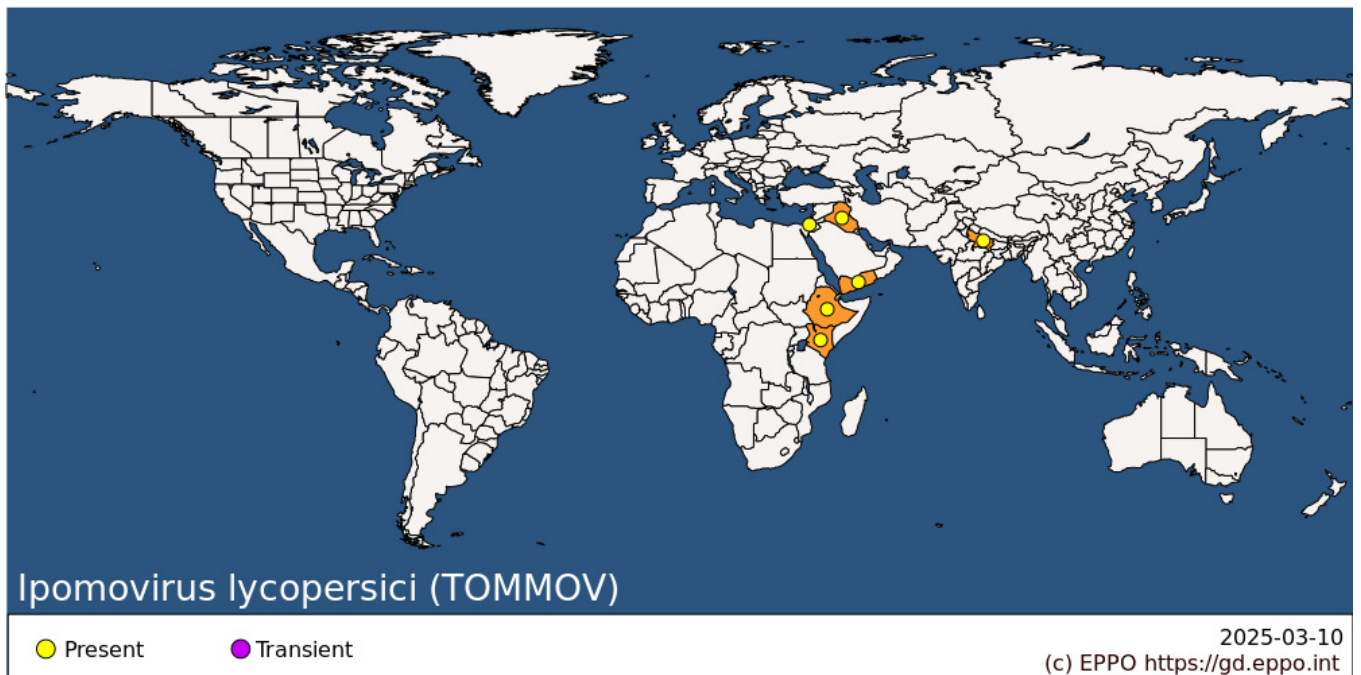 Ipomovirus lycopersici (TOMMOV)
Present
Transient
2025-03-10
(c) EPPO https://gd.eppo.int